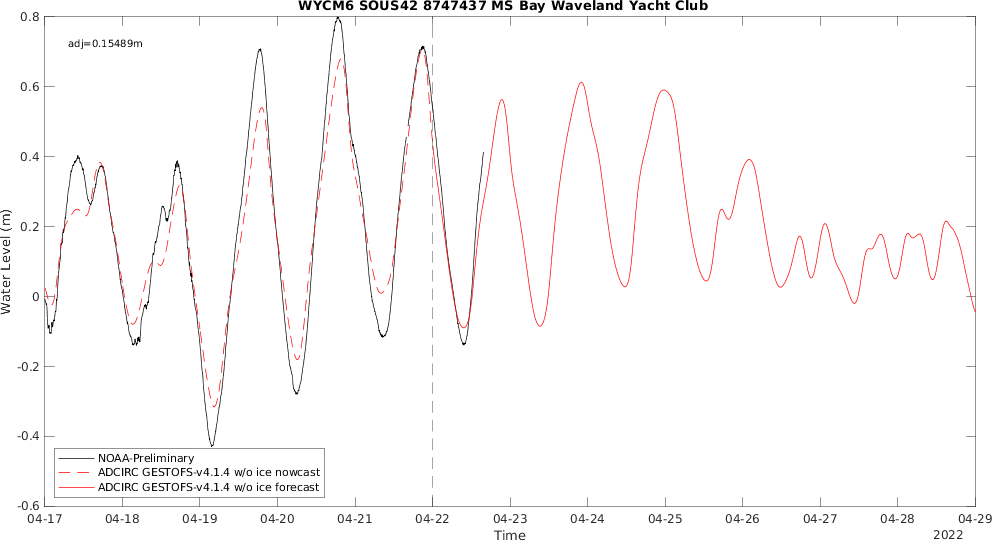 WYCM6 SOUS42 8747437 MS Bay Waveland Yacht Club
adj=0.15489m
0.8
0.6
0.4
0.2
0
-0.2
-0.4
-0.6
Water Level (m)
NOAA-Preliminary
ADCIRC GESTOFS-v4.1.4 w/o ice nowcast
ADCIRC GESTOFS-v4.1.4 w/o ice forecast
04-17 04-18 04-19 04-20 04-21 04-22 04-23 04-24 04-25 04-26 04-27 04-28 04-29
Time
2022